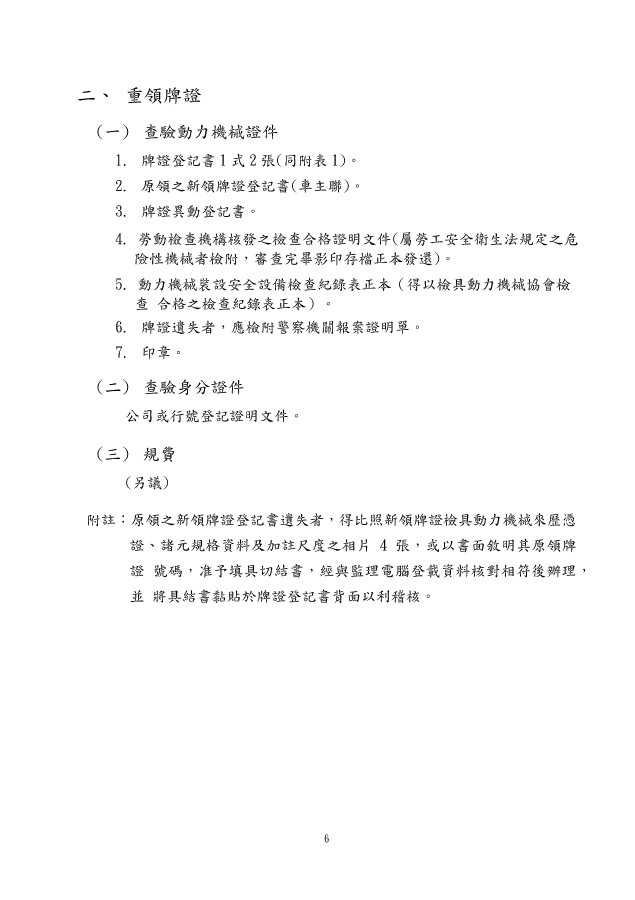 二、 重領牌證
(一) 查驗動力機械證件
1. 牌證登記書1式2張(同附表1)。
2. 原領之新領牌證登記書(車主聯)。
3. 牌證異動登記書。
4. 勞動檢查機構核發之檢查合格證明文件(屬勞工安全衛生法規定之危
險性機械者檢附，審查完畢影印存檔正本發還)。
5. 動力機械裝設安全設備檢查紀錄表正本（得以檢具動力機械協會檢
查 合格之檢查紀錄表正本）。
6. 牌證遺失者，應檢附警察機關報案證明單。
7. 印章。
(二) 查驗身分證件
公司或行號登記證明文件。
(三) 規費
(另議)
附註：原領之新領牌證登記書遺失者，得比照新領牌證檢具動力機械來歷憑
證、諸元規格資料及加註尺度之相片 4 張，或以書面敘明其原領牌
證 號碼，准予填具切結書，經與監理電腦登載資料核對相符後辦理，
並 將具結書黏貼於牌證登記書背面以利稽核。
6